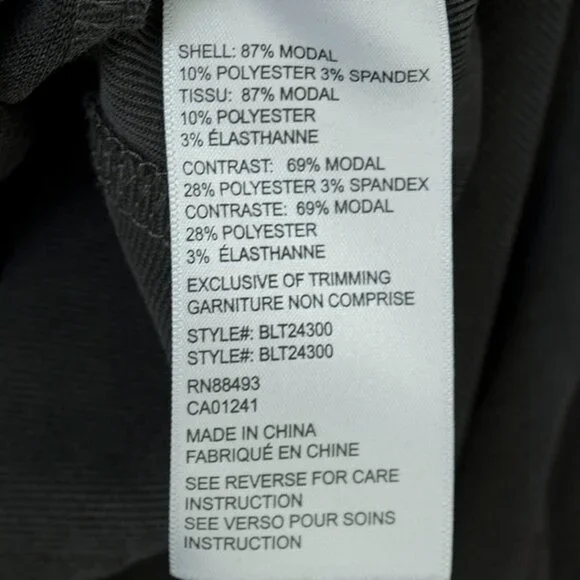 SHELL: 87% MODAL
10% POLYESTER 3% SPANDEX
TISSU: 87% MODAL
10% POLYESTER
3% ÉLASTHANNE
CONTRAST: 69% MODAL
28% POLYESTER 3% SPANDEX
CONTRASTE: 69% MODAL
28% POLYESTER
3% ÉLASTHANNE
EXCLUSIVE OF TRIMMING
GARNITURE NON COMPRISE
STYLE#: BLT24300
STYLE#: BLT24300
RN88493
CA01241
MADE IN CHINA
FABRIQUÉ EN CHINE
SEE REVERSE FOR CARE
INSTRUCTION
SEE VERSO POUR SOINS
INSTRUCTION